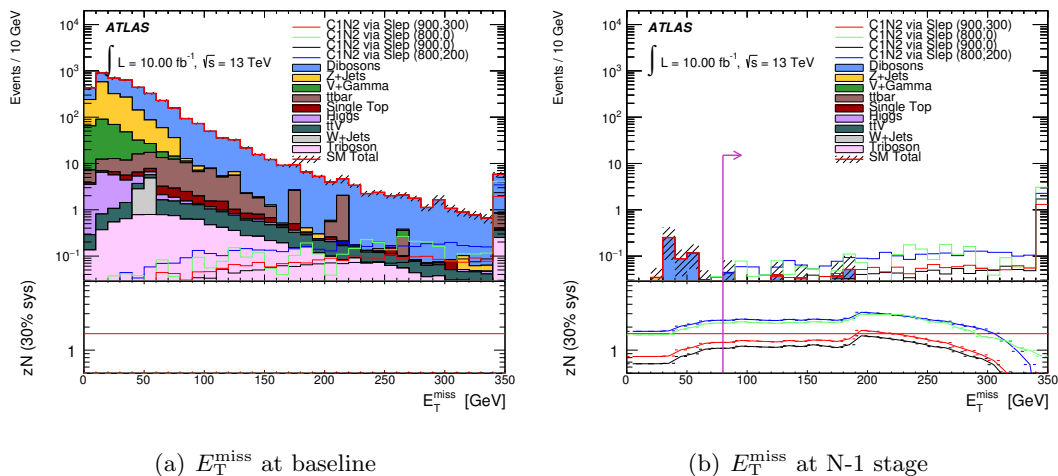 ATLAS
∫ L = 10.00 fb⁻¹, √s = 13 TeV
Events / 10 GeV
10⁴
10³
10²
10
1
10⁻¹
C1N2 via Slep (900,300)
C1N2 via Slep (800.0)
C1N2 via Slep (900,0)
C1N2 via Slep (800,200)
Dibosons
Z+Jets
V+Gamma
ttbar
Single Top
Higgs
ttV
W+Jets
Triboson
SM Total
zN (30% sys)
1
0 50 100 150 200 250 300 350
E_T^miss [GeV]
(a) E_T^miss at baseline
ATLAS
∫ L = 10.00 fb⁻¹, √s = 13 TeV
Events / 10 GeV
10⁴
10³
10²
10
1
10⁻¹
C1N2 via Slep (900,300)
C1N2 via Slep (800.0)
C1N2 via Slep (900,0)
C1N2 via Slep (800,200)
Dibosons
Z+Jets
V+Gamma
ttbar
Single Top
Higgs
ttV
W+Jets
Triboson
SM Total
zN (30% sys)
1
0 50 100 150 200 250 300 350
E_T^miss [GeV]
(b) E_T^miss at N-1 stage